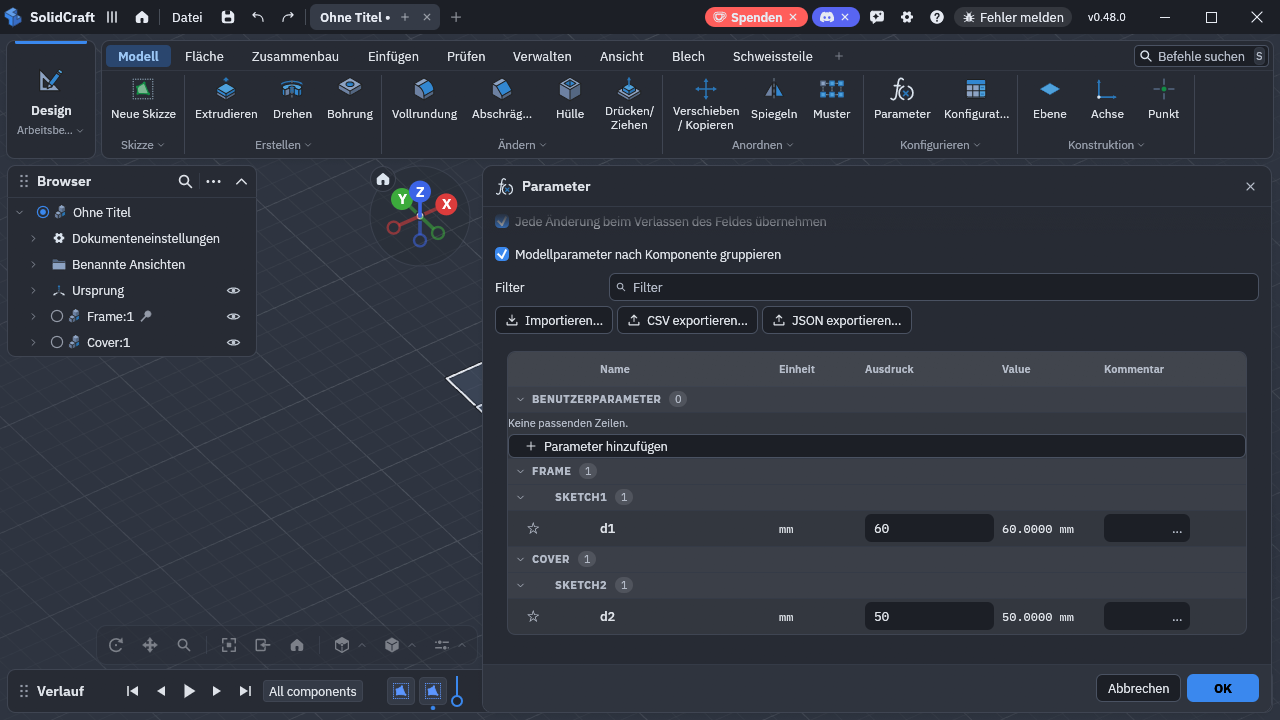 SolidCraft
Datei
Ohne Titel •
Spenden
Fehler melden
v0.48.0
Design
Arbeitsbe...
Modell
Fläche
Zusammenbau
Einfügen
Prüfen
Verwalten
Ansicht
Blech
Schweissteile
Befehle suchen
S
Neue Skizze
Extrudieren
Drehen
Bohrung
Vollrundung
Abschräg...
Hülle
Drücken/
Ziehen
Verschieben
/ Kopieren
Spiegeln
Muster
Parameter
Konfigurat...
Ebene
Achse
Punkt
Skizze
Erstellen
Ändern
Anordnen
Konfigurieren
Konstruktion
Browser
Ohne Titel
Dokumenteneinstellungen
Benannte Ansichten
Ursprung
Frame:1
Cover:1
Z
Y
X
Parameter
Jede Änderung beim Verlassen des Feldes übernehmen
Modellparameter nach Komponente gruppieren
Filter
Filter
Importieren...
CSV exportieren...
JSON exportieren...
Name
Einheit
Ausdruck
Value
Kommentar
BENUTZERPARAMETER 0
Keine passenden Zeilen.
Parameter hinzufügen
FRAME 1
SKETCH1 1
d1 mm 60 60.0000 mm ...
COVER 1
SKETCH2 1
d2 mm 50 50.0000 mm ...
Verlauf
All components
Abbrechen
OK